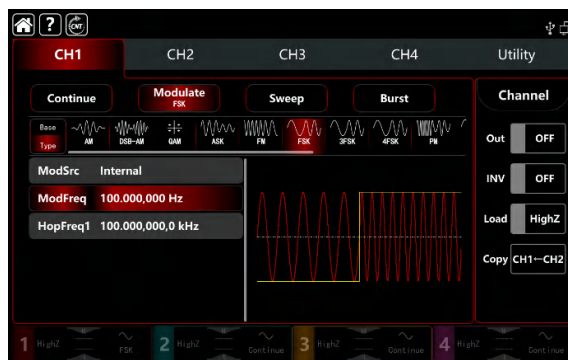 ? CNT
CH1 CH2 CH3 CH4 Utility
Continue Modulate Sweep Burst Channel
FSK
Base
Type AM DSB-AM QAM ASK FM FSK 3FSK 4FSK PM
Out OFF
ModSrc Internal
INV OFF
ModFreq 100.000,000 Hz
HopFreq1 100.000,000,0 kHz
Load HighZ
Copy CH1←CH2
1 HighZ FSK 2 HighZ Continue 3 HighZ Continue 4 HighZ